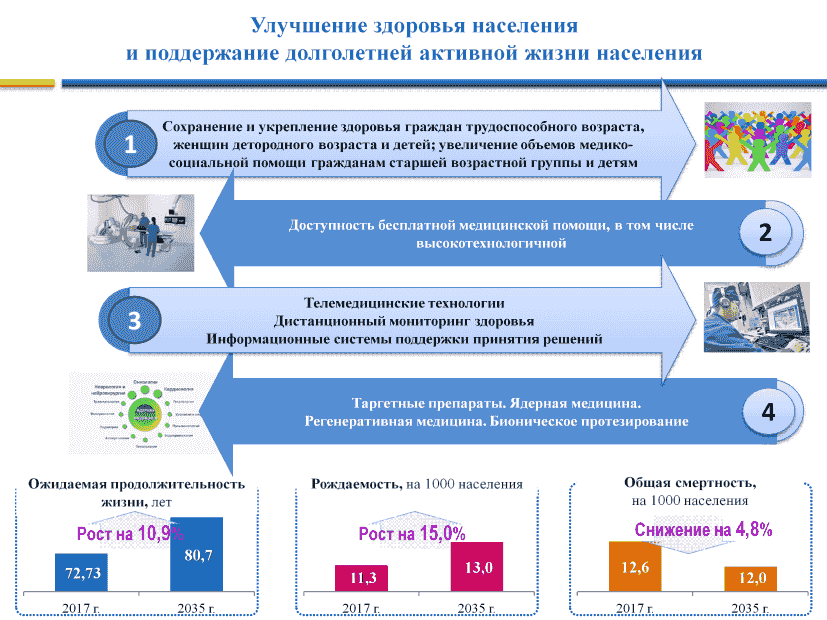 Улучшение здоровья населения
и поддержание долголетней активной жизни населения
1
Сохранение и укрепление здоровья граждан трудоспособного возраста,
женщин детородного возраста и детей; увеличение объемов медико-
социальной помощи гражданам старшей возрастной группы и детям
Доступность бесплатной медицинской помощи, в том числе
высокотехнологичной
2
3
Телемедицинские технологии
Дистанционный мониторинг здоровья
Информационные системы поддержки принятия решений
Таргетные препараты. Ядерная медицина.
Регенеративная медицина. Бионическое протезирование
4
Ожидаемая продолжительность
жизни, лет
Рост на 10,9%
72,73
80,7
2017 г.
2035 г.
Рождаемость, на 1000 населения
Рост на 15,0%
11,3
13,0
2017 г.
2035 г.
Общая смертность,
на 1000 населения
Снижение на 4,8%
12,6
12,0
2017 г.
2035 г.